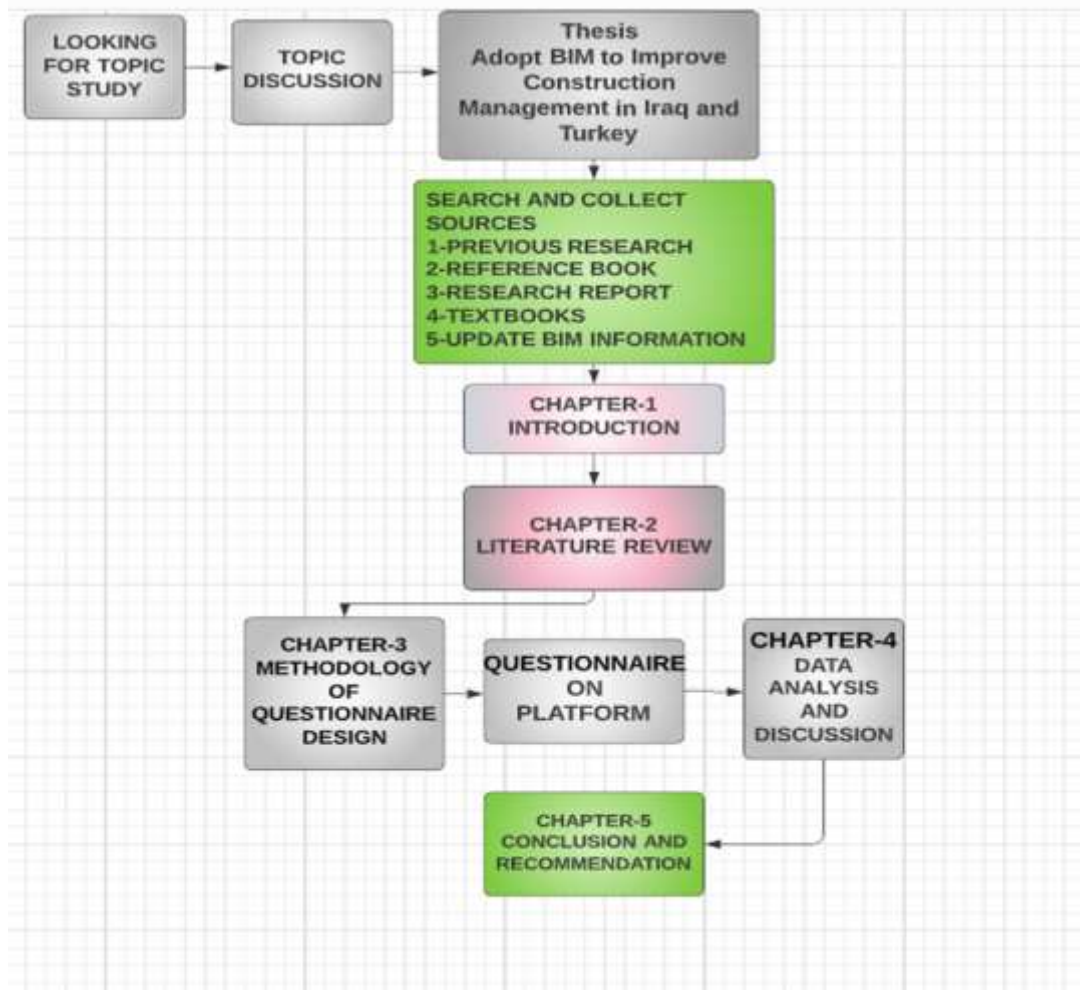 LOOKING
FOR TOPIC
STUDY
TOPIC
DISCUSSION
Thesis
Adopt BIM to Improve
Construction
Management in Iraq and
Turkey
SEARCH AND COLLECT
SOURCES
1-PREVIOUS RESEARCH
2-REFERENCE BOOK
3-RESEARCH REPORT
4-TEXTBOOKS
5-UPDATE BIM INFORMATION
CHAPTER-1
INTRODUCTION
CHAPTER-2
LITERATURE REVIEW
CHAPTER-3
METHODOLOGY
OF
QUESTIONNAIRE
DESIGN
QUESTIONNAIRE
ON
PLATFORM
CHAPTER-4
DATA
ANALYSIS
AND
DISCUSSION
CHAPTER-5
CONCLUSION AND
RECOMMENDATION